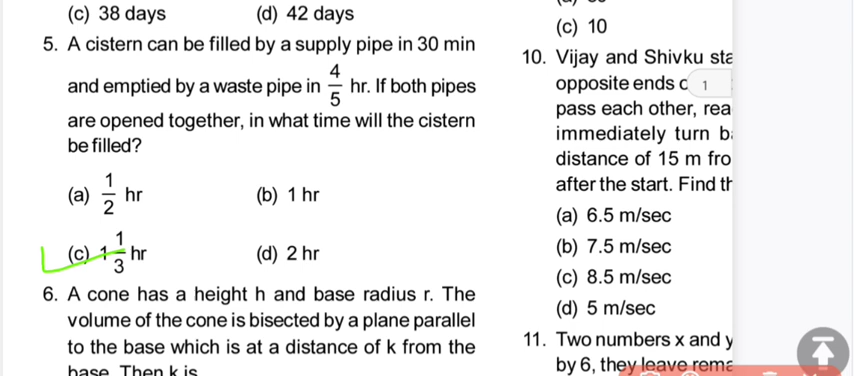 (c) 38 days (d) 42 days
5. A cistern can be filled by a supply pipe in 30 min
and emptied by a waste pipe in 4/5 hr. If both pipes
are opened together, in what time will the cistern
be filled?
(a) 1/2 hr (b) 1 hr
(c) 1 1/3 hr (d) 2 hr
6. A cone has a height h and base radius r. The
volume of the cone is bisected by a plane parallel
to the base which is at a distance of k from the
base. Then k is
(c) 10
10. Vijay and Shivku
opposite ends
1
pass each other,
immediately turn
distance of 15 m
after the start. Find
(a) 6.5 m/sec
(b) 7.5 m/sec
(c) 8.5 m/sec
(d) 5 m/sec
11. Two numbers x and y
by 6, they leave